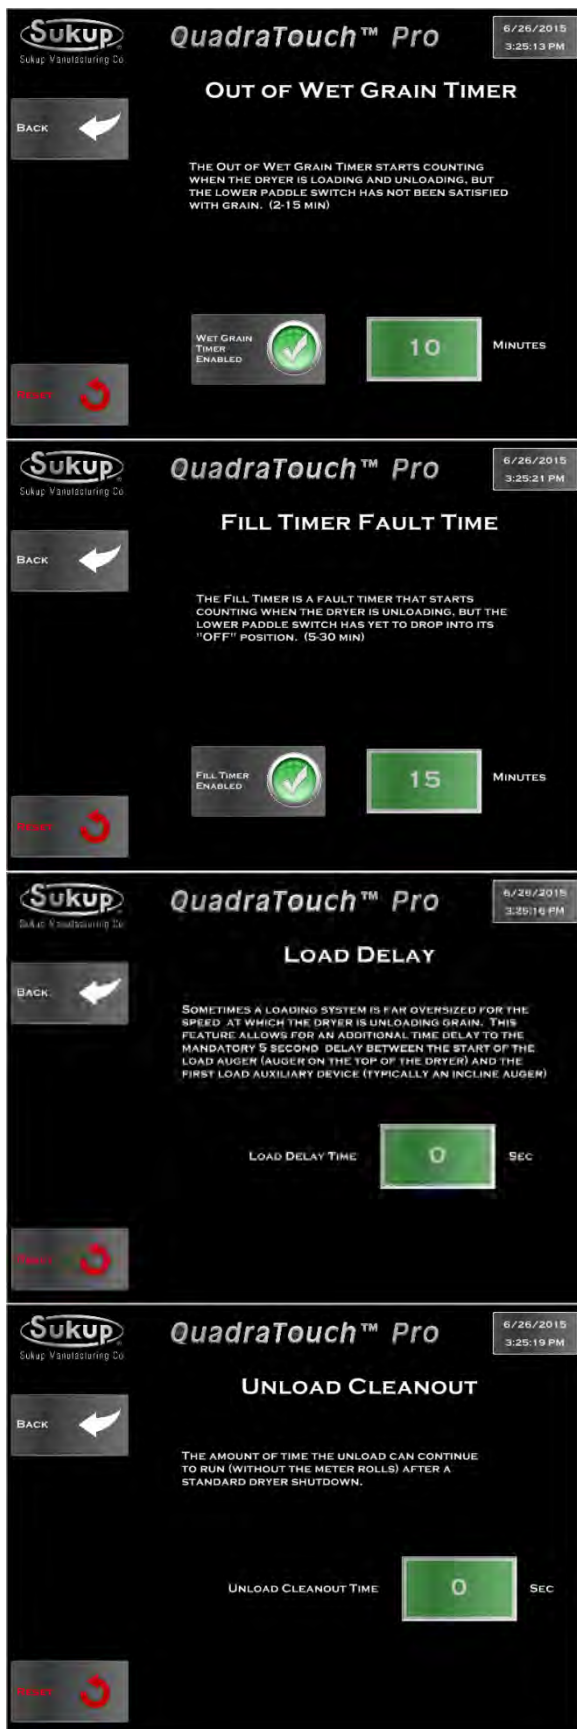 Sukup
Sukup Manufacturing Co.
QuadraTouch™ Pro
6/26/2015
3:25:13 PM
OUT OF WET GRAIN TIMER
BACK
THE OUT OF WET GRAIN TIMER STARTS COUNTING
WHEN THE DRYER IS LOADING AND UNLOADING, BUT
THE LOWER PADDLE SWITCH HAS NOT BEEN SATISFIED
WITH GRAIN. (2-15 MIN)
WET GRAIN
TIMER
ENABLED
10
MINUTES
RESET
Sukup
Sukup Manufacturing Co.
QuadraTouch™ Pro
6/26/2015
3:25:21 PM
FILL TIMER FAULT TIME
BACK
THE FILL TIMER IS A FAULT TIMER THAT STARTS
COUNTING WHEN THE DRYER IS UNLOADING, BUT THE
LOWER PADDLE SWITCH HAS YET TO DROP INTO ITS
"OFF" POSITION. (5-30 MIN)
FILL TIMER
ENABLED
15
MINUTES
RESET
Sukup
Sukup Manufacturing Co.
QuadraTouch™ Pro
6/26/2015
3:25:16 PM
LOAD DELAY
BACK
SOMETIMES A LOADING SYSTEM IS FAR OVERSIZED FOR THE
SPEED AT WHICH THE DRYER IS UNLOADING GRAIN. THIS
FEATURE ALLOWS FOR AN ADDITIONAL TIME DELAY TO THE
MANDATORY 5 SECOND DELAY BETWEEN THE START OF THE
LOAD AUGER (AUGER ON THE TOP OF THE DRYER) AND THE
FIRST LOAD AUXILIARY DEVICE (TYPICALLY AN INCLINE AUGER)
LOAD DELAY TIME
0
SEC
RESET
Sukup
Sukup Manufacturing Co.
QuadraTouch™ Pro
6/26/2015
3:25:19 PM
UNLOAD CLEANOUT
BACK
THE AMOUNT OF TIME THE UNLOAD CAN CONTINUE
TO RUN (WITHOUT THE METER ROLLS) AFTER A
STANDARD DRYER SHUTDOWN.
UNLOAD CLEANOUT TIME
0
SEC
RESET